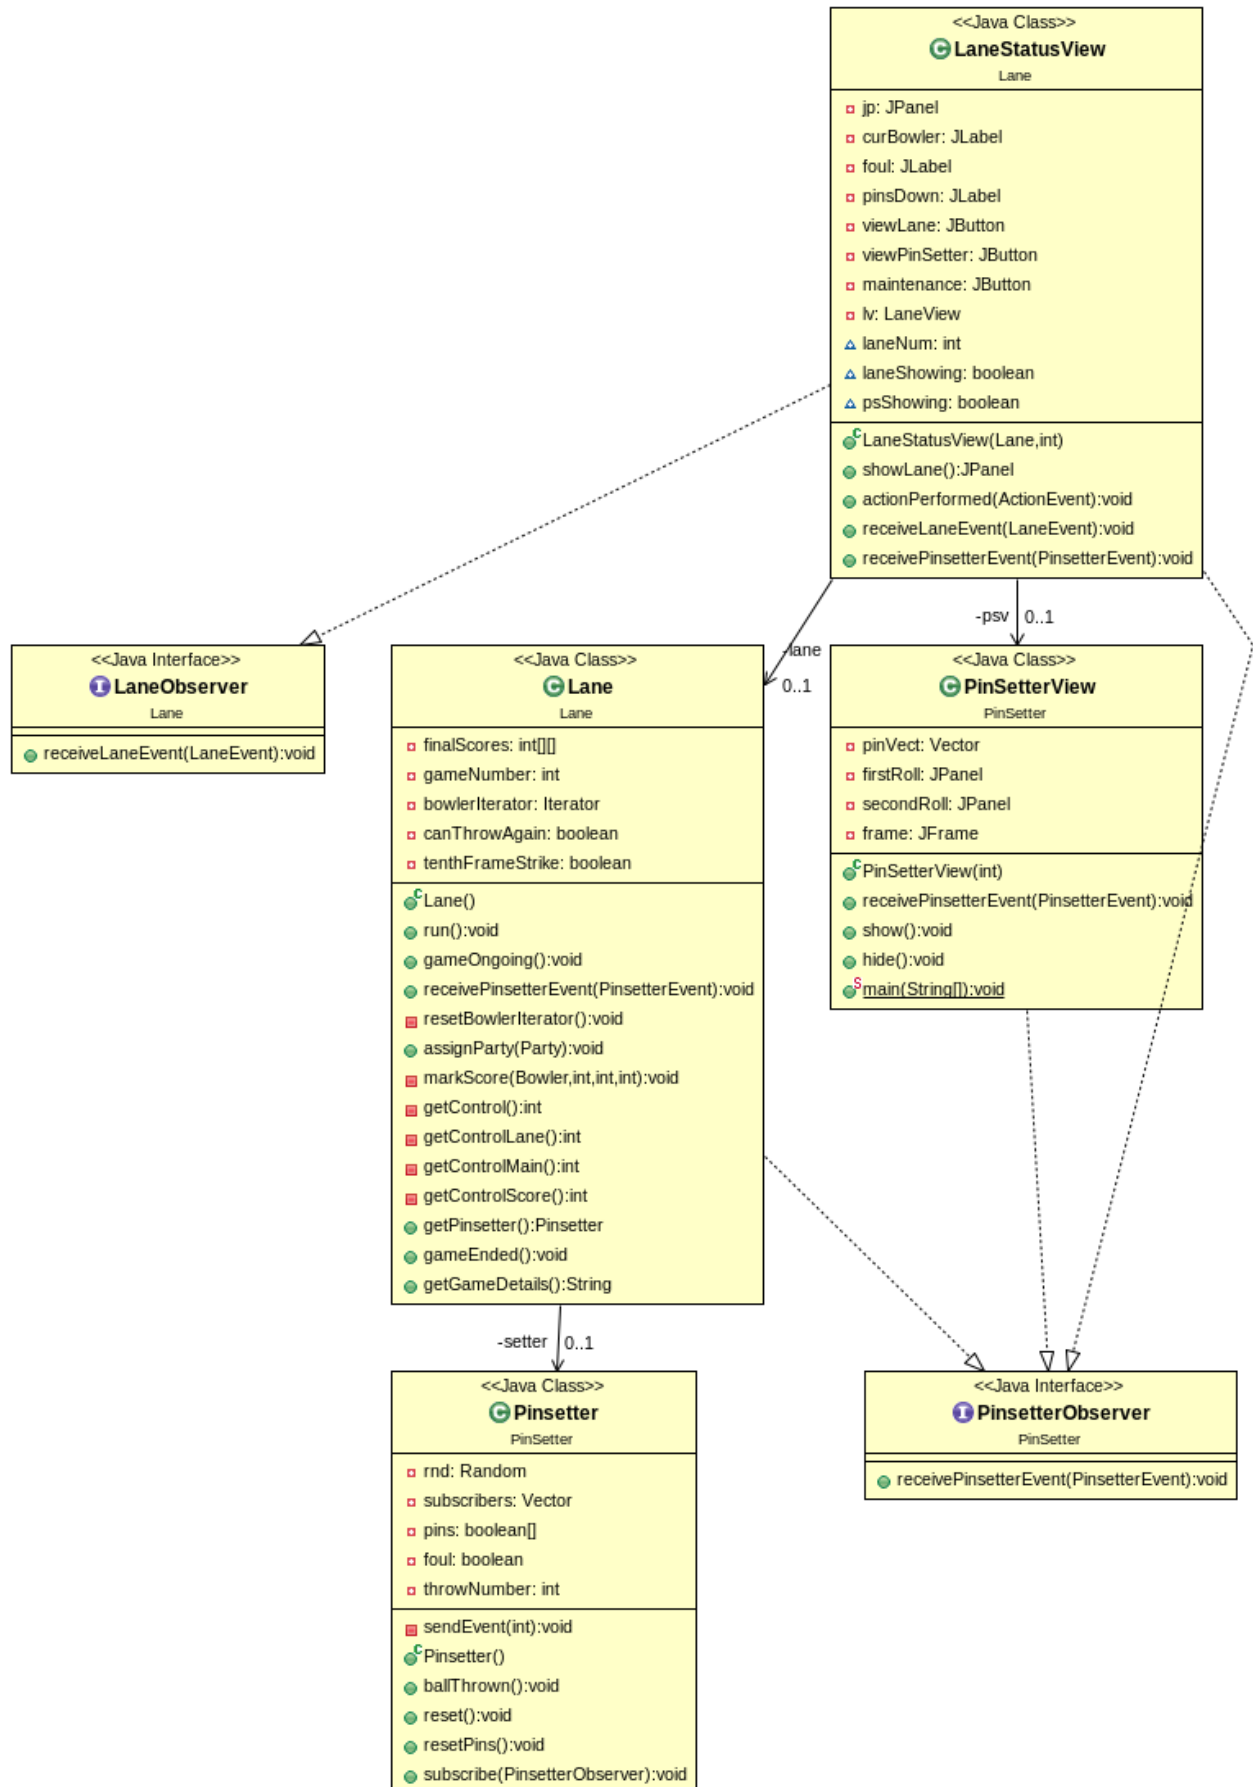 <<Java Class>>
LaneStatusView
Lane
jp: JPanel
curBowler: JLabel
foul: JLabel
pinsDown: JLabel
viewLane: JButton
viewPinSetter: JButton
maintenance: JButton
lv: LaneView
laneNum: int
laneShowing: boolean
psShowing: boolean
LaneStatusView(Lane,int)
showLane():JPanel
actionPerformed(ActionEvent):void
receiveLaneEvent(LaneEvent):void
receivePinsetterEvent(PinsetterEvent):void
-lane
0..1
-psv 0..1
<<Java Interface>>
LaneObserver
Lane
receiveLaneEvent(LaneEvent):void
<<Java Class>>
Lane
Lane
finalScores: int[][]
gameNumber: int
bowlerIterator: Iterator
canThrowAgain: boolean
tenthFrameStrike: boolean
Lane()
run():void
gameOngoing():void
receivePinsetterEvent(PinsetterEvent):void
resetBowlerIterator():void
assignParty(Party):void
markScore(Bowler,int,int,int):void
getControl():int
getControlLane():int
getControlMain():int
getControlScore():int
getPinsetter():Pinsetter
gameEnded():void
getGameDetails():String
<<Java Class>>
PinSetterView
PinSetter
pinVect: Vector
firstRoll: JPanel
secondRoll: JPanel
frame: JFrame
PinSetterView(int)
receivePinsetterEvent(PinsetterEvent):void
show():void
hide():void
main(String[]):void
-setter 0..1
<<Java Class>>
Pinsetter
PinSetter
rnd: Random
subscribers: Vector
pins: boolean[]
foul: boolean
throwNumber: int
sendEvent(int):void
Pinsetter()
ballThrown():void
reset():void
resetPins():void
subscribe(PinsetterObserver):void
<<Java Interface>>
PinsetterObserver
PinSetter
receivePinsetterEvent(PinsetterEvent):void